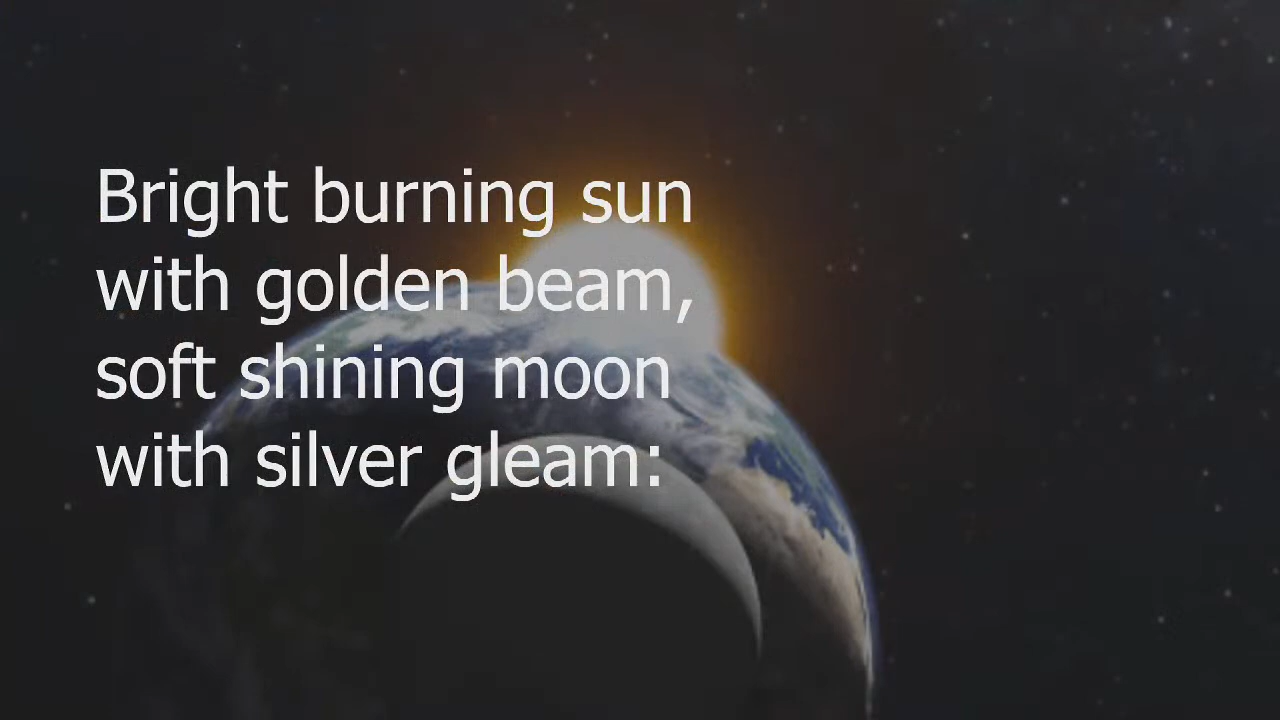 Bright burning sun
with golden beam,
soft shining moon
with silver gleam: